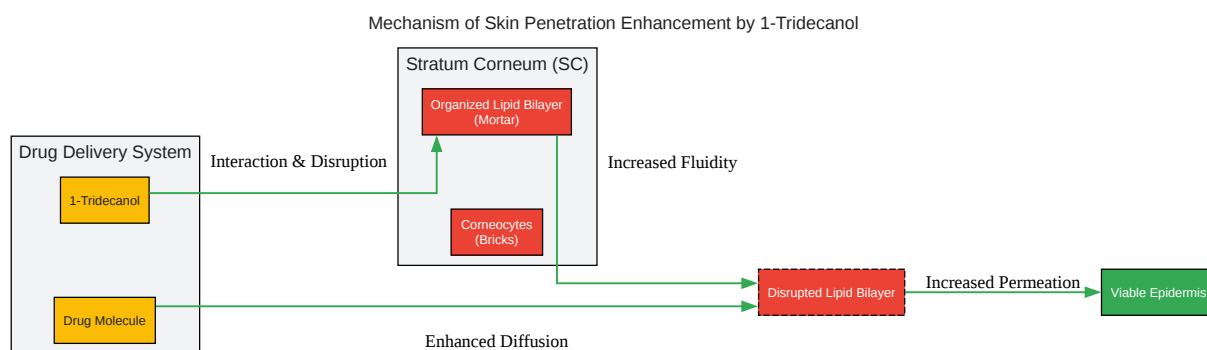 Mechanism of Skin Penetration Enhancement by 1-Tridecanol
Stratum Corneum (SC)
Organized Lipid Bilayer
(Mortar)
Drug Delivery System
Interaction & Disruption
Increased Fluidity
1-Tridecanol
Corneocytes
(Bricks)
Increased Permeation
Disrupted Lipid Bilayer
Viable Epidermis
Drug Molecule
Enhanced Diffusion